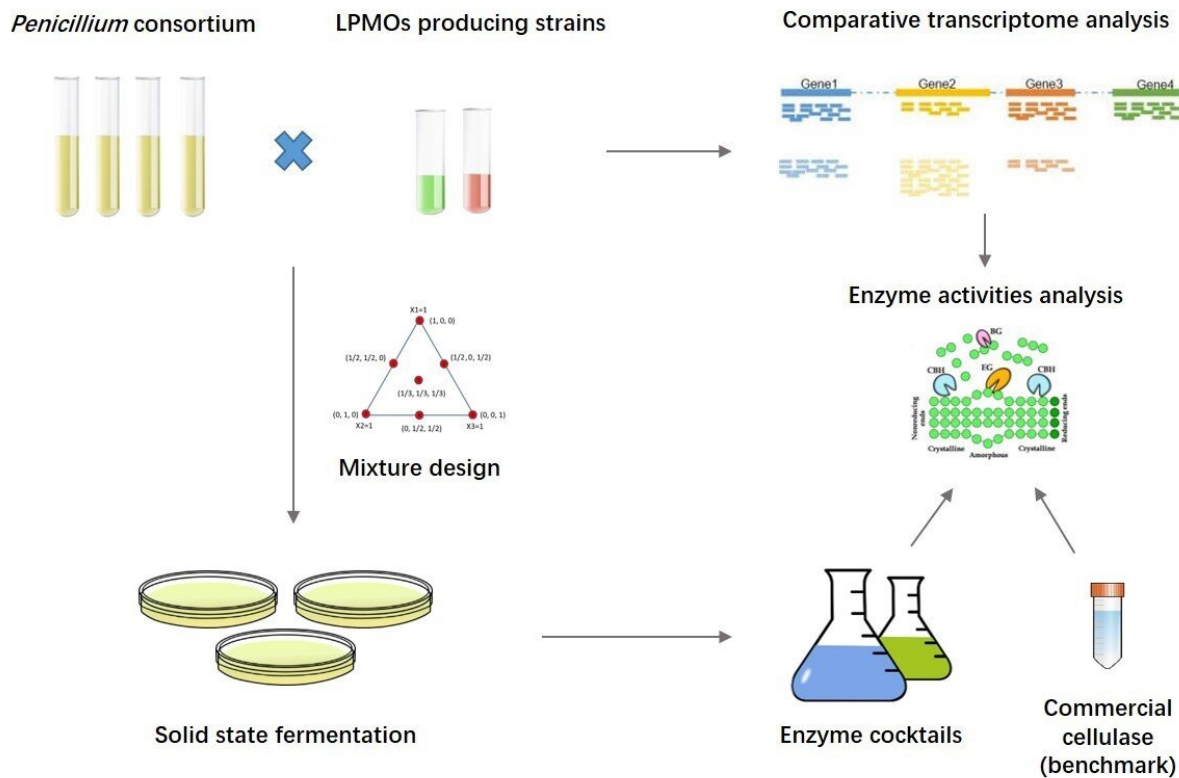 Penicillium consortium
LPMOs producing strains
Comparative transcriptome analysis
Gene1
Gene2
Gene3
Gene4
Enzyme activities analysis
BG
CBH
EG
CBH
Nonreducing
ends
Reducing ends
Crystalline
Amorphous
Crystalline
X1=1
(1, 0, 0)
(1/2, 1/2, 0)
(1/2, 0, 1/2)
(1/3, 1/3, 1/3)
(0, 1, 0)
(0, 0, 1)
X2=1
(0, 1/2, 1/2)
X3=1
Mixture design
Solid state fermentation
Enzyme cocktails
Commercial
cellulase
(benchmark)